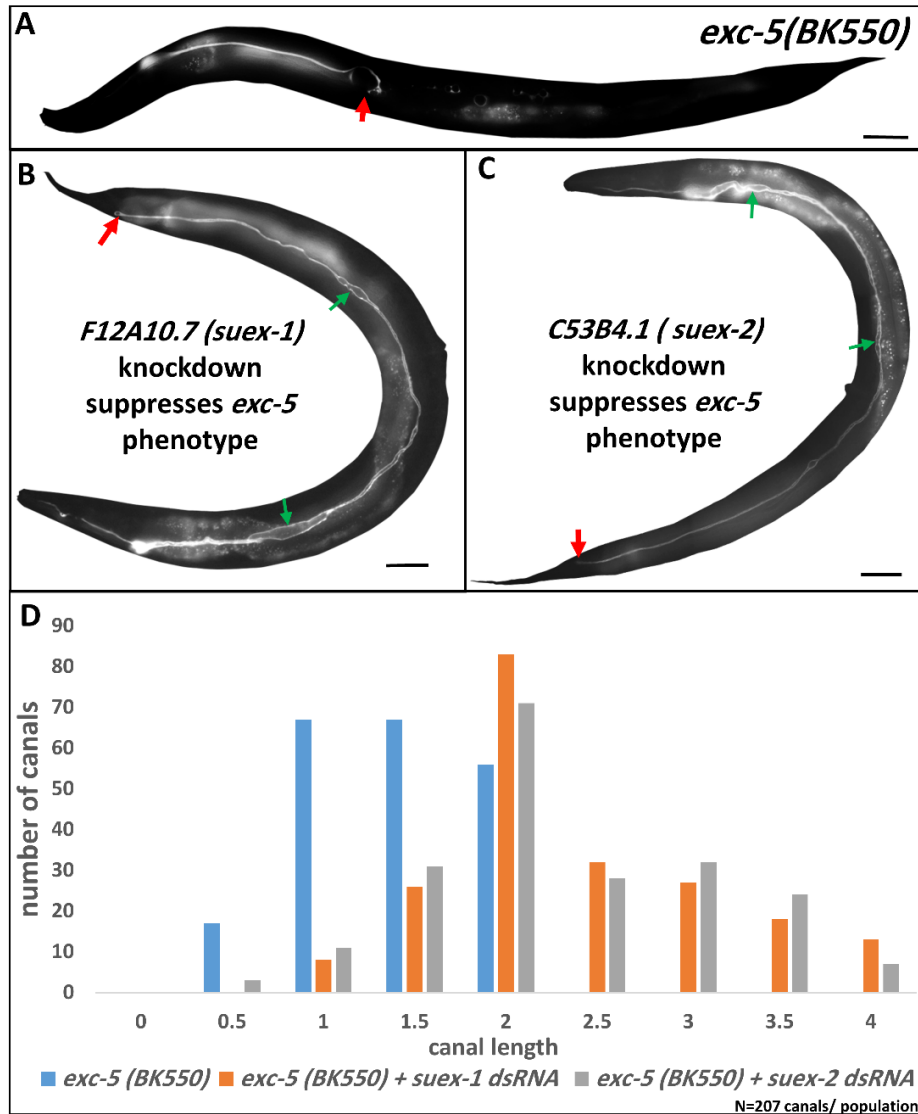 A
exc-5(BK550)
B
F12A10.7 (suex-1)
knockdown
suppresses exc-5
phenotype
C
C53B4.1 ( suex-2)
knockdown
suppresses exc-5
phenotype
D
number of canals
90
80
70
60
50
40
30
20
10
0
0 0.5 1 1.5 2 2.5 3 3.5 4
canal length
exc-5 (BK550) exc-5 (BK550) + suex-1 dsRNA exc-5 (BK550) + suex-2 dsRNA
N=207 canals/ population